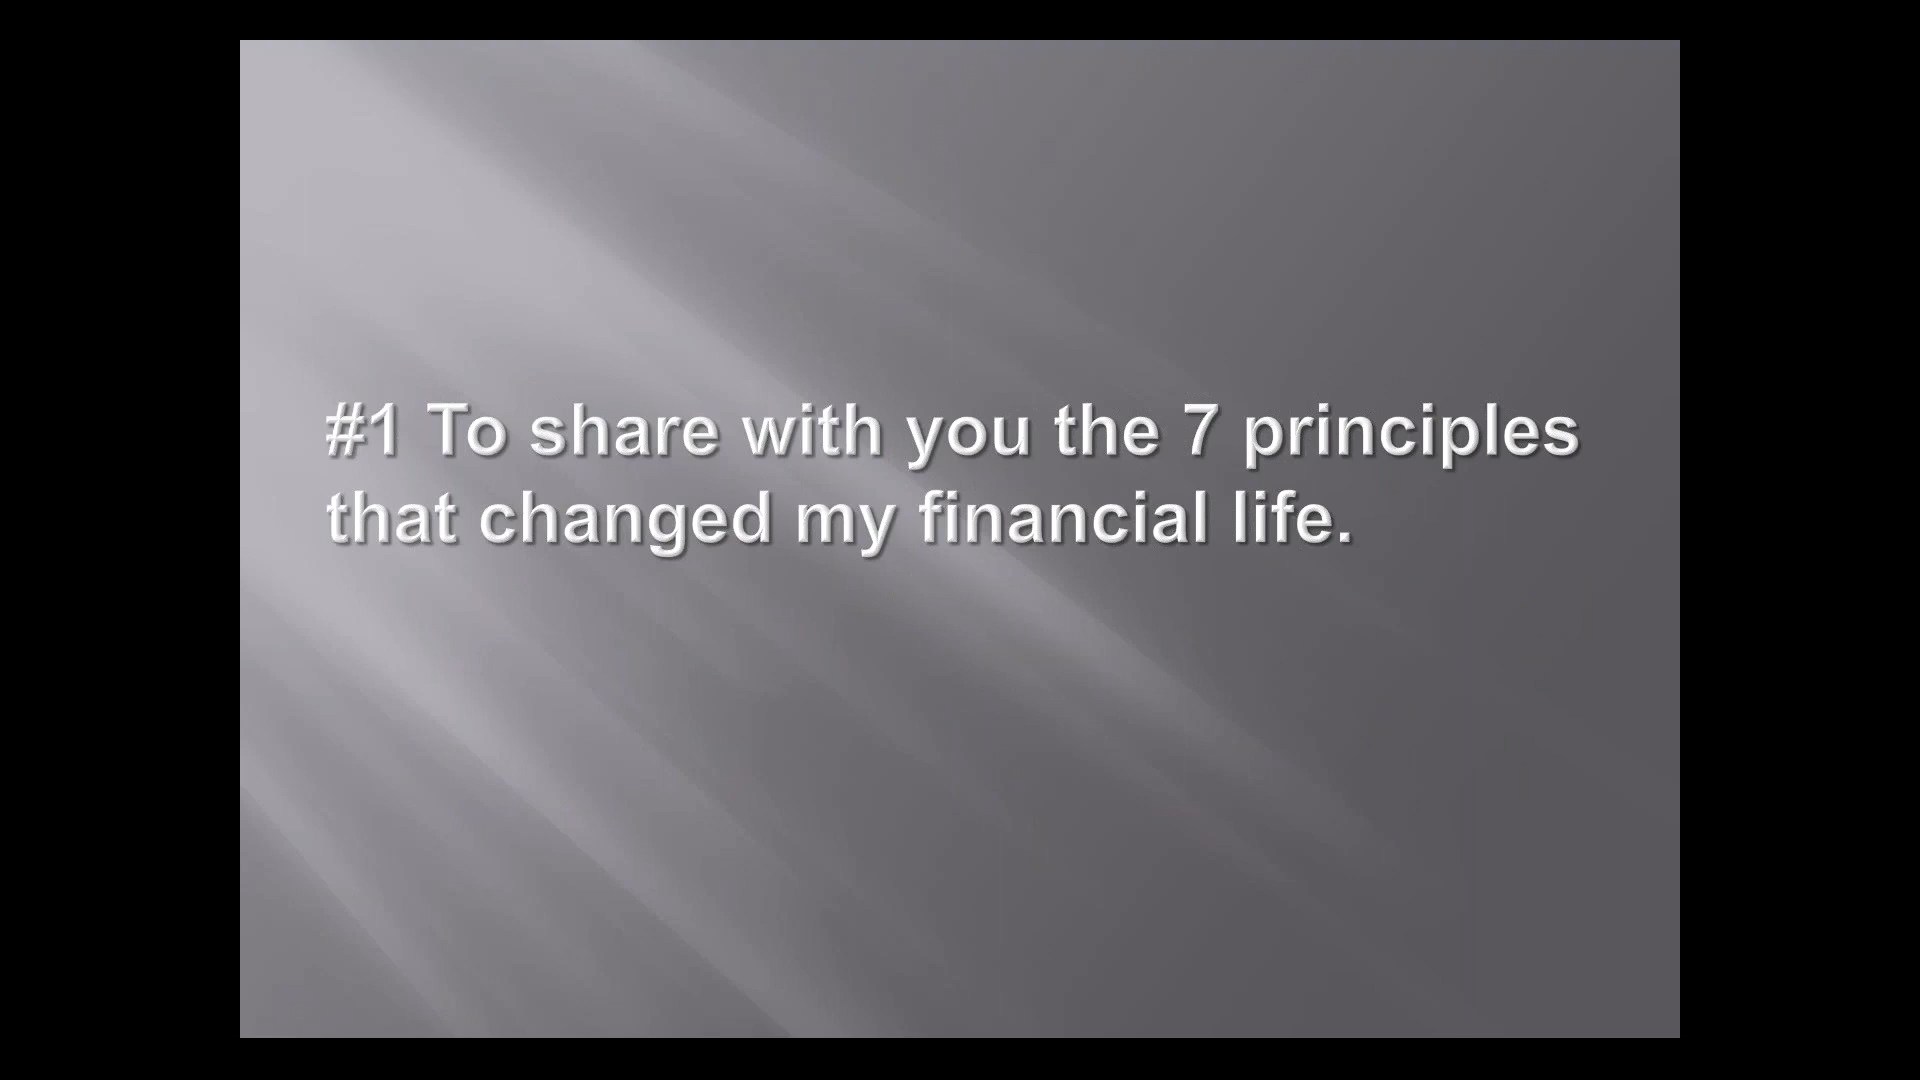 #1 To share with you the 7 principles
that changed my financial life.